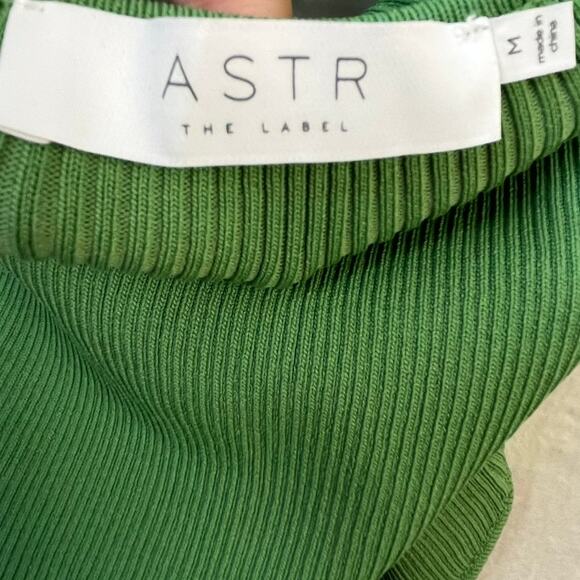 ASTR
THE LABEL
M
made in
china